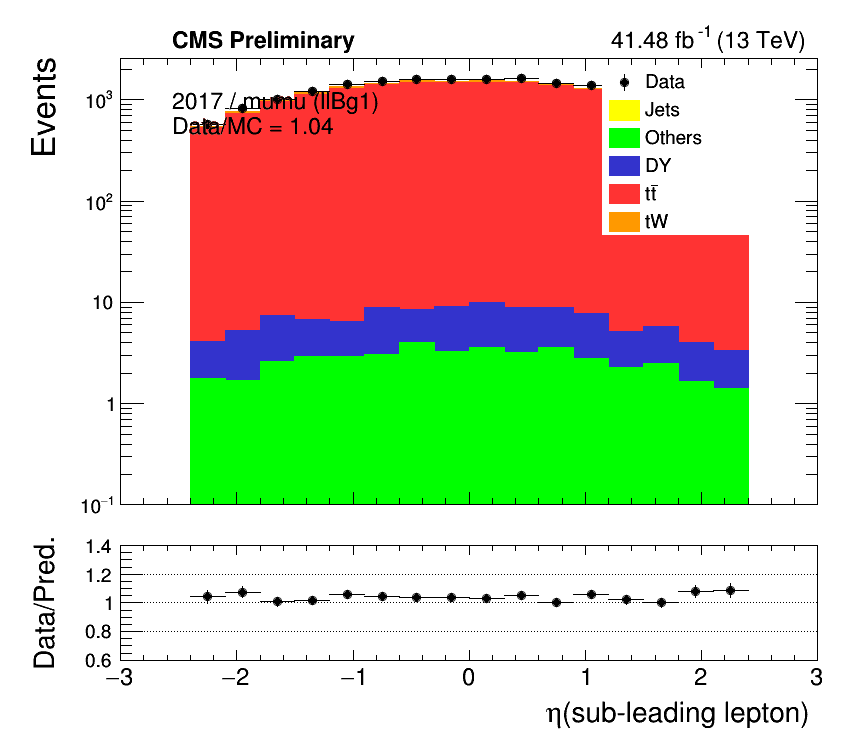 CMS Preliminary
41.48 fb⁻¹ (13 TeV)
Events
2017 / mumu (llBg1)
Data/MC = 1.04
Data
Jets
Others
DY
tt̄
tW
10³
10²
10
1
10⁻¹
Data/Pred.
1.4
1.2
1
0.8
0.6
−3 −2 −1 0 1 2 3
η(sub-leading lepton)